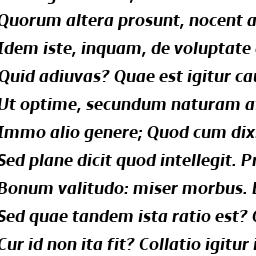 Quorum altera prosunt, nocent a
Idem iste, inquam, de voluptate
Quid adiuvas? Quae est igitur cau
Ut optime, secundum naturam a
Immo alio genere; Quod cum dix
Sed plane dicit quod intellegit. Pr
Bonum valitudo: miser morbus.
Sed quae tandem ista ratio est?
Cur id non ita fit? Collatio igitur i